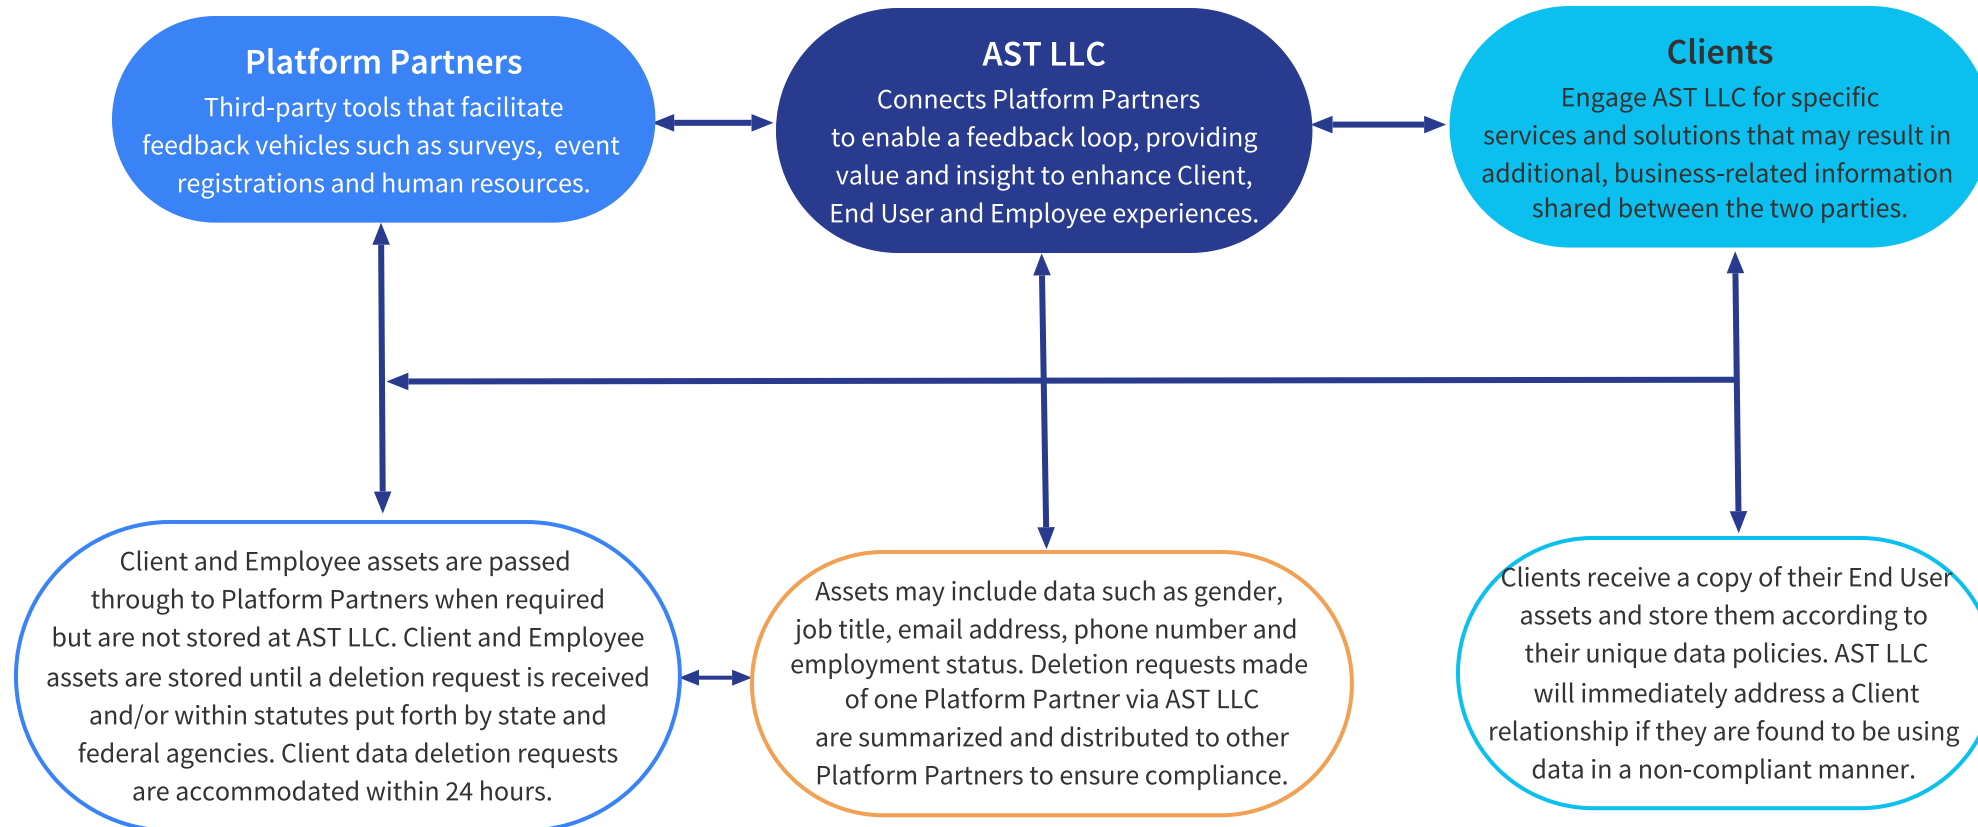 Platform Partners
Third-party tools that facilitate
feedback vehicles such as surveys,  event
registrations and human resources.
AST LLC
Connects Platform Partners
to enable a feedback loop, providing
value and insight to enhance Client,
End User and Employee experiences.
Clients
Engage AST LLC for specific
services and solutions that may result in
additional, business-related information
shared between the two parties.
Client and Employee assets are passed
through to Platform Partners when required
but are not stored at AST LLC. Client and Employee
assets are stored until a deletion request is received
and/or within statutes put forth by state and
federal agencies. Client data deletion requests
are accommodated within 24 hours.
Assets may include data such as gender,
job title, email address, phone number and
employment status. Deletion requests made
of one Platform Partner via AST LLC
are summarized and distributed to other
Platform Partners to ensure compliance.
Clients receive a copy of their End User
assets and store them according to
their unique data policies. AST LLC
will immediately address a Client
relationship if they are found to be using
data in a non-compliant manner.